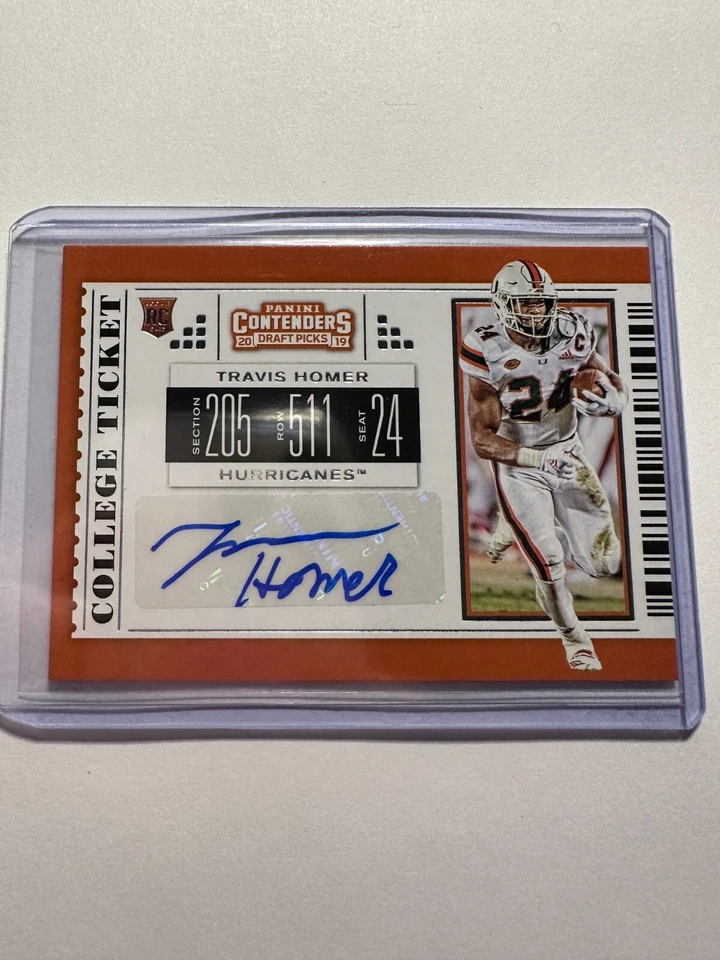 COLLEGE TICKET
RC
PANINI
CONTENDERS
20 DRAFT PICKS 19
TRAVIS HOMER
SECTION 205 ROW 511 SEAT 24
HURRICANES™
Travis Homer
24
C